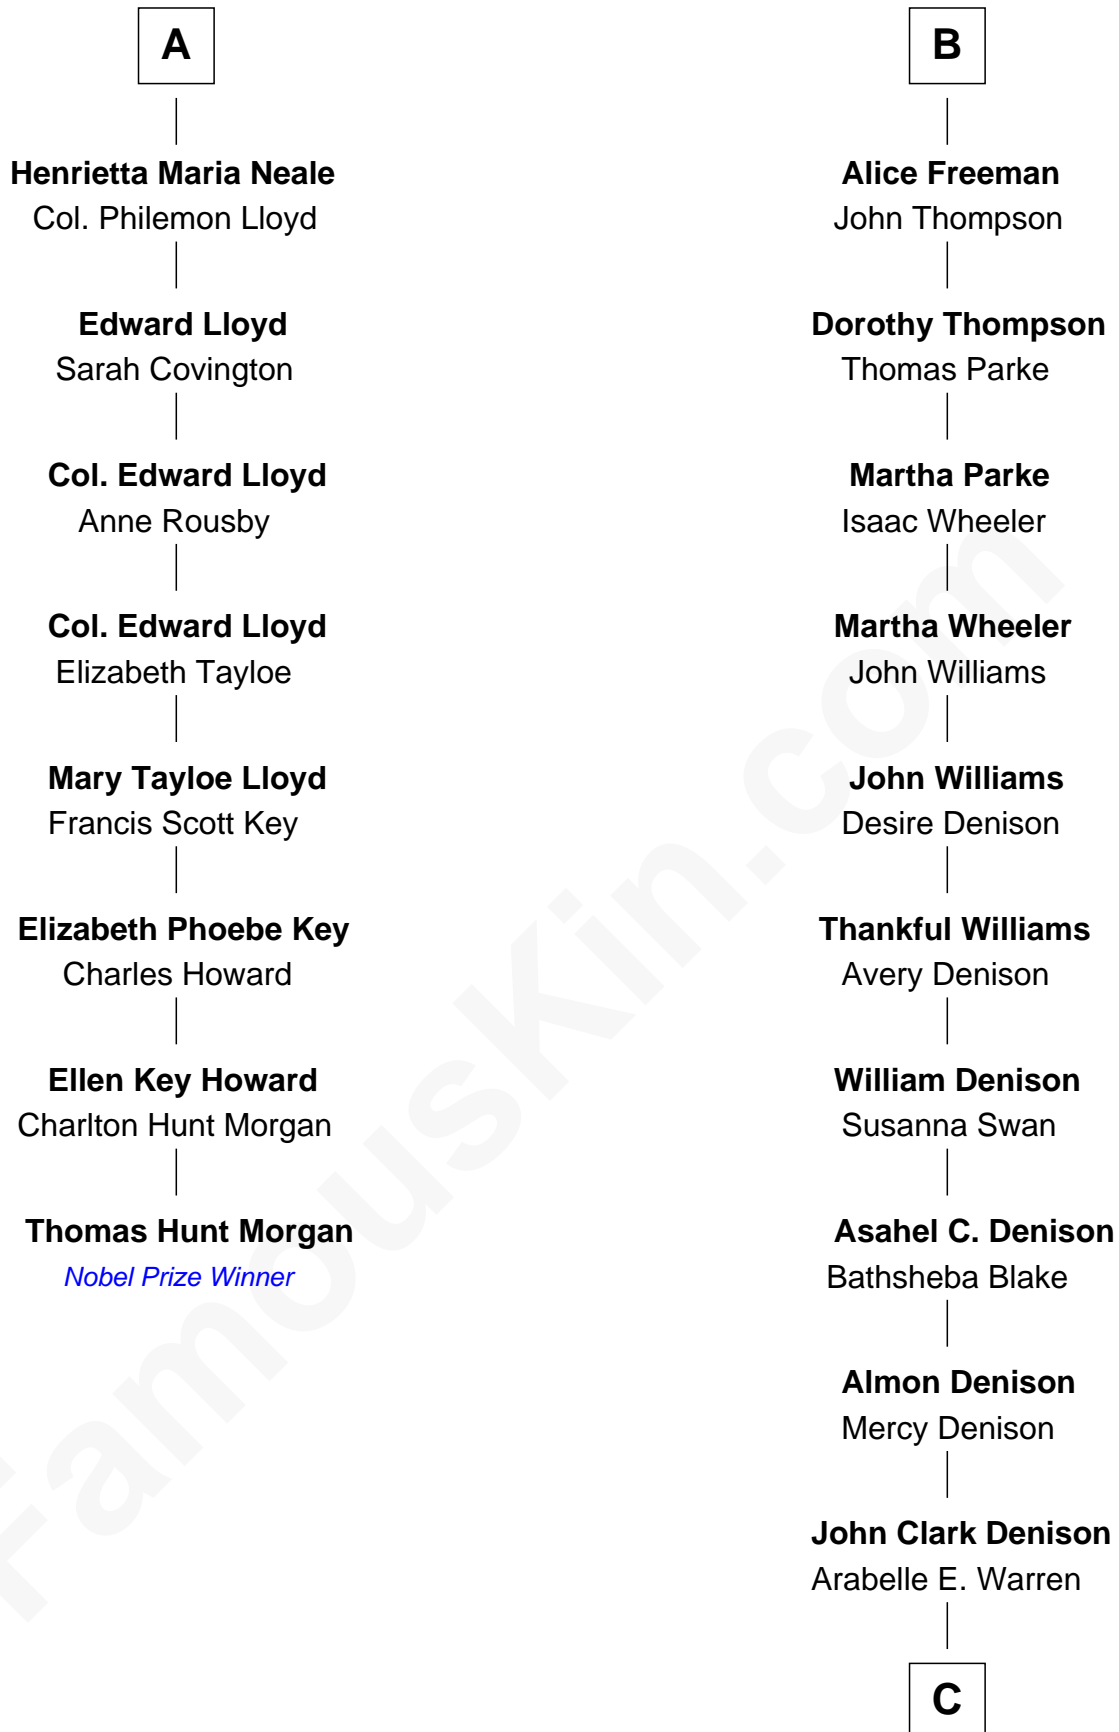 A
Henrietta Maria Neale
Col. Philemon Lloyd
Edward Lloyd
Sarah Covington
Col. Edward Lloyd
Anne Rousby
Col. Edward Lloyd
Elizabeth Tayloe
Mary Tayloe Lloyd
Francis Scott Key
Elizabeth Phoebe Key
Charles Howard
Ellen Key Howard
Charlton Hunt Morgan
Thomas Hunt Morgan
Nobel Prize Winner
B
Alice Freeman
John Thompson
Dorothy Thompson
Thomas Parke
Martha Parke
Isaac Wheeler
Martha Wheeler
John Williams
John Williams
Desire Denison
Thankful Williams
Avery Denison
William Denison
Susanna Swan
Asahel C. Denison
Bathsheba Blake
Almon Denison
Mercy Denison
John Clark Denison
Arabelle E. Warren
C
FamousKin.com